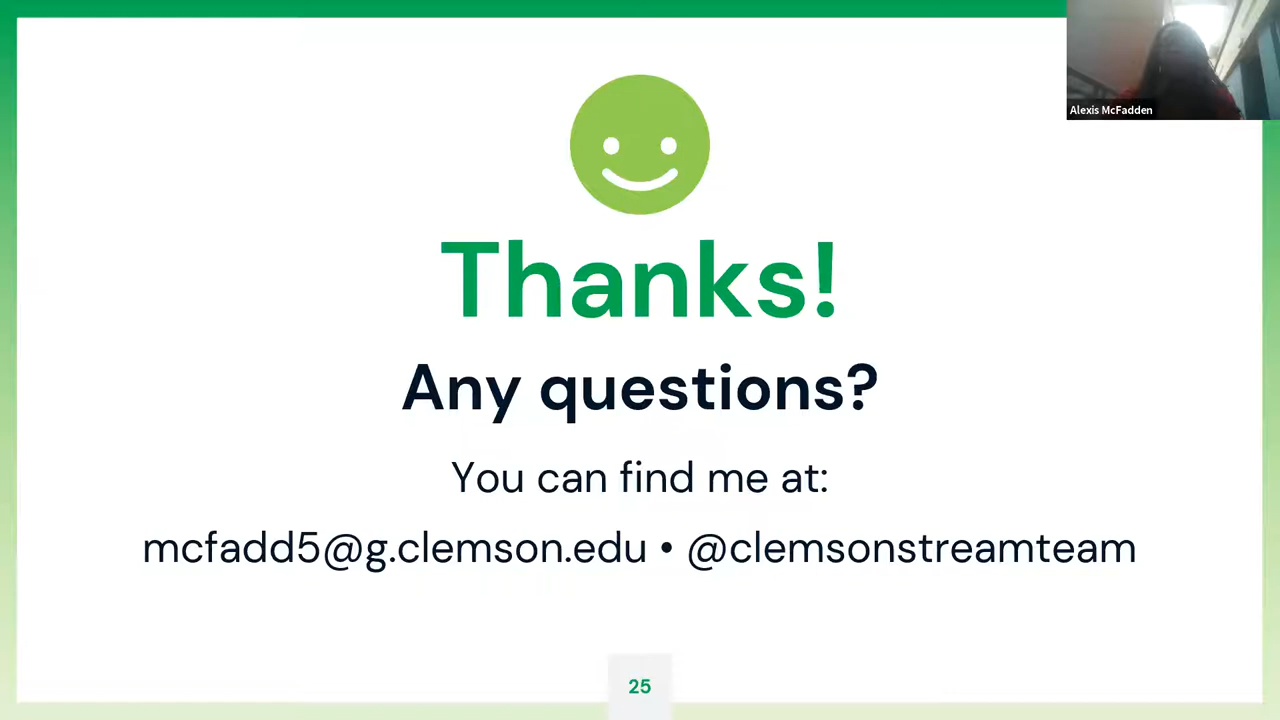 Alexis McFadden
Thanks!
Any questions?
You can find me at:
mcfadd5@g.clemson.edu • @clemsonstreamteam
25